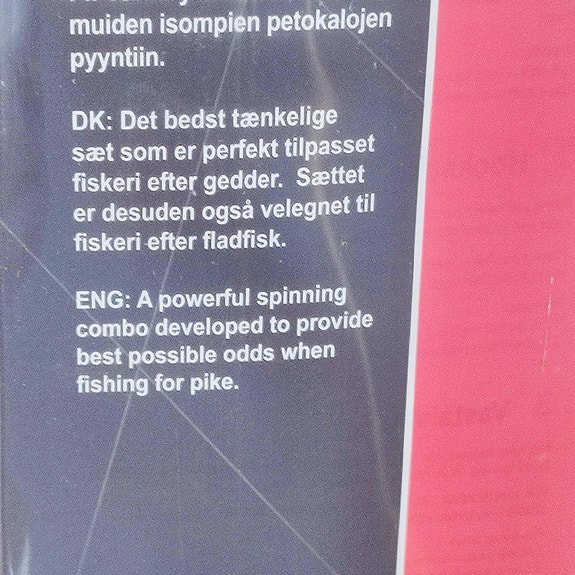 muiden isompien petokalojen
pyyntiin.
DK: Det bedst tænkelige
sæt som er perfekt tilpasset
fiskeri efter gedder. Sættet
er desuden også velegnet til
fiskeri efter fladfisk.
ENG: A powerful spinning
combo developed to provide
best possible odds when
fishing for pike.